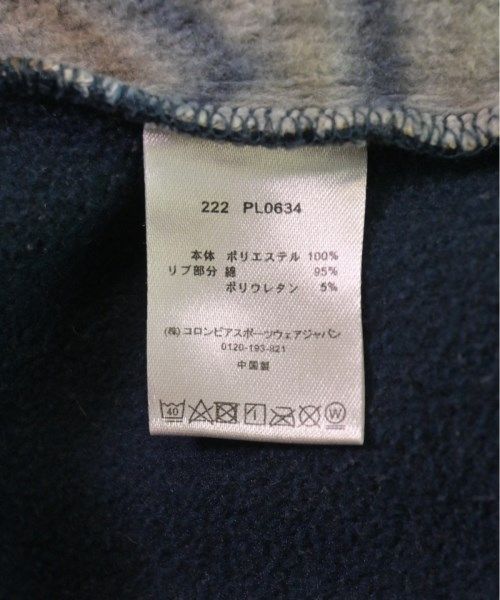 222 PL0634
本体 ポリエステル 100%
リブ部分 綿 95%
ポリウレタン 5%
(株)コロンビアスポーツウェアジャパン
0120-193-821
中国製
40
W